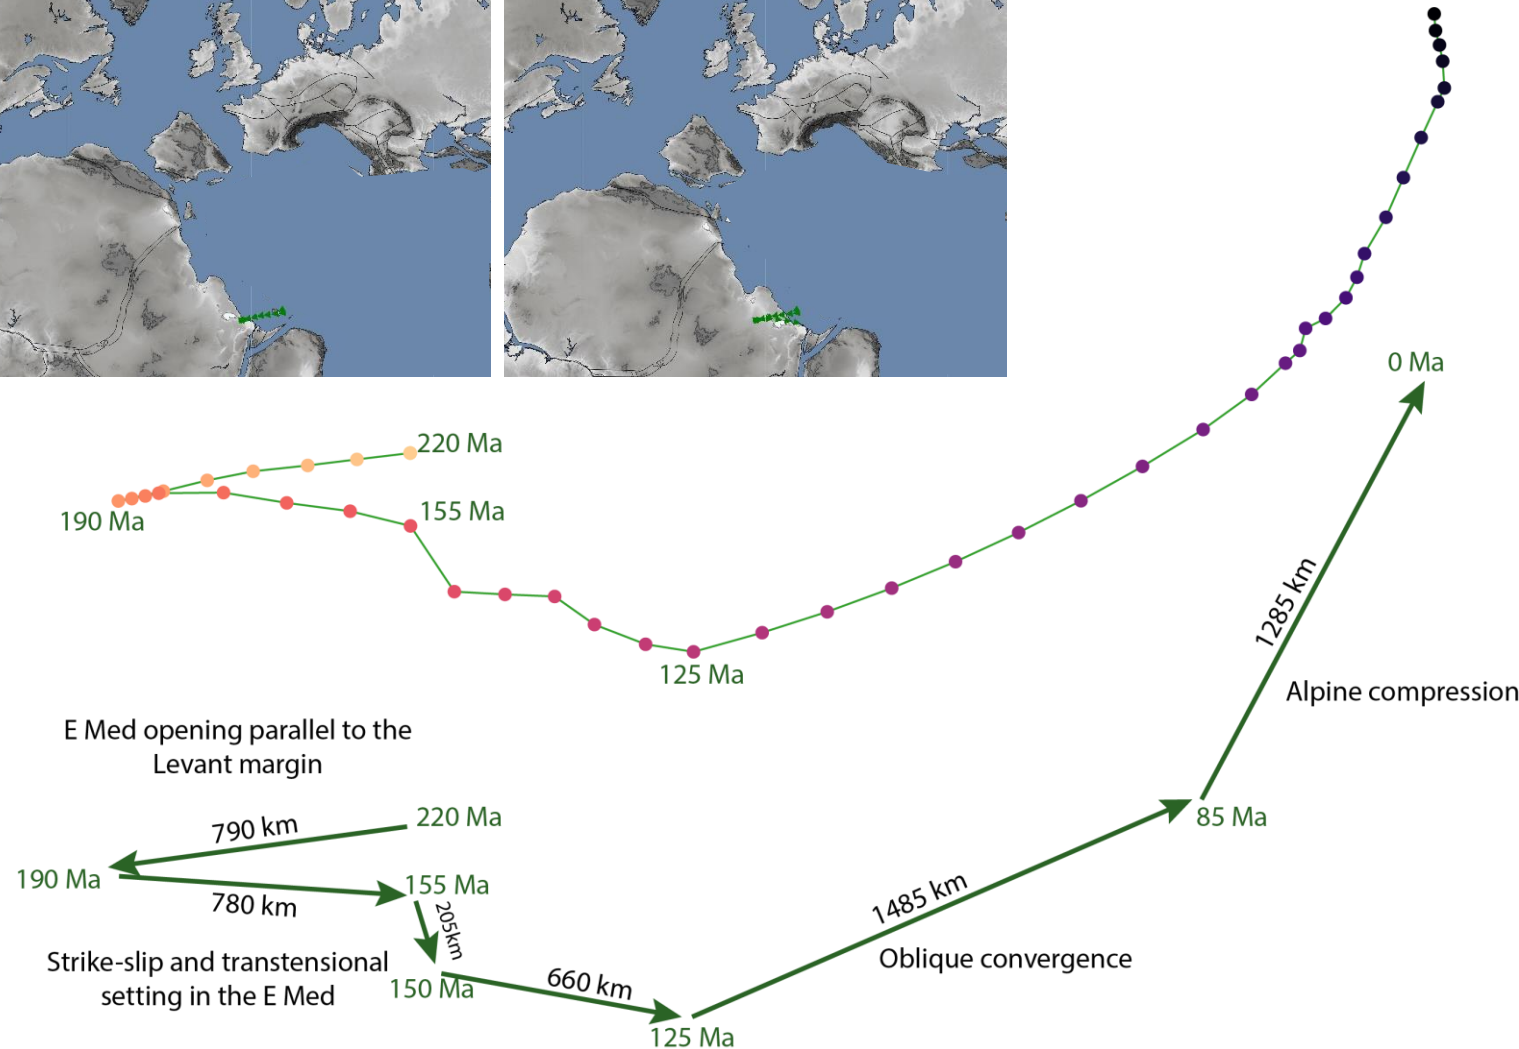 0 Ma
220 Ma
155 Ma
190 Ma
125 Ma
1285 km
Alpine compression
E Med opening parallel to the
Levant margin
790 km
220 Ma
85 Ma
190 Ma
155 Ma
780 km
205km
1485 km
Strike-slip and transtensional
setting in the E Med
150 Ma
660 km
Oblique convergence
125 Ma